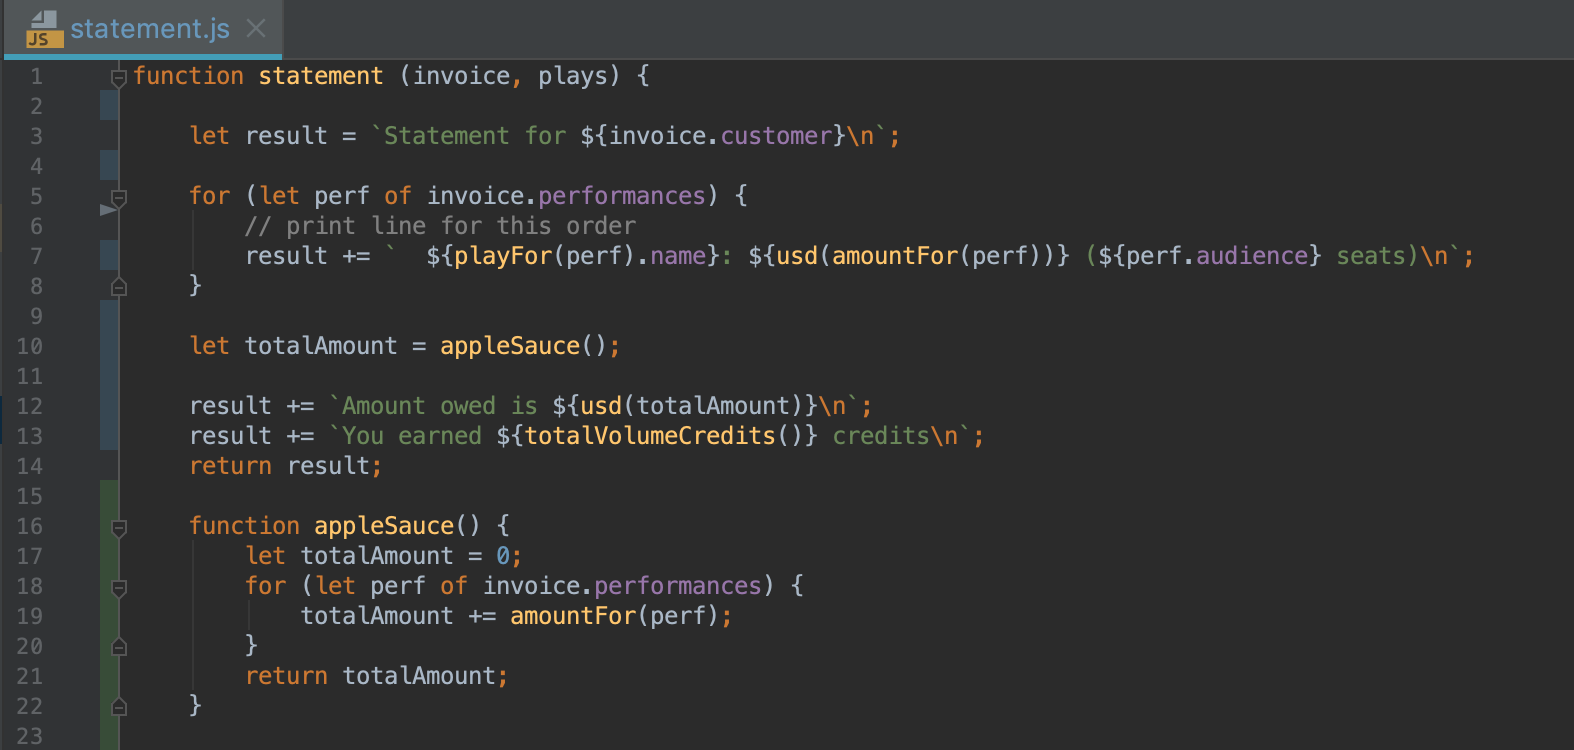 JS statement.js
1 function statement (invoice, plays) {
2
3     let result = `Statement for ${invoice.customer}\n`;
4
5     for (let perf of invoice.performances) {
6         // print line for this order
7         result += `  ${playFor(perf).name}: ${usd(amountFor(perf))} (${perf.audience} seats)\n`;
8     }
9
10     let totalAmount = appleSauce();
11
12     result += `Amount owed is ${usd(totalAmount)}\n`;
13     result += `You earned ${totalVolumeCredits()} credits\n`;
14     return result;
15
16     function appleSauce() {
17         let totalAmount = 0;
18         for (let perf of invoice.performances) {
19             totalAmount += amountFor(perf);
20         }
21         return totalAmount;
22     }
23